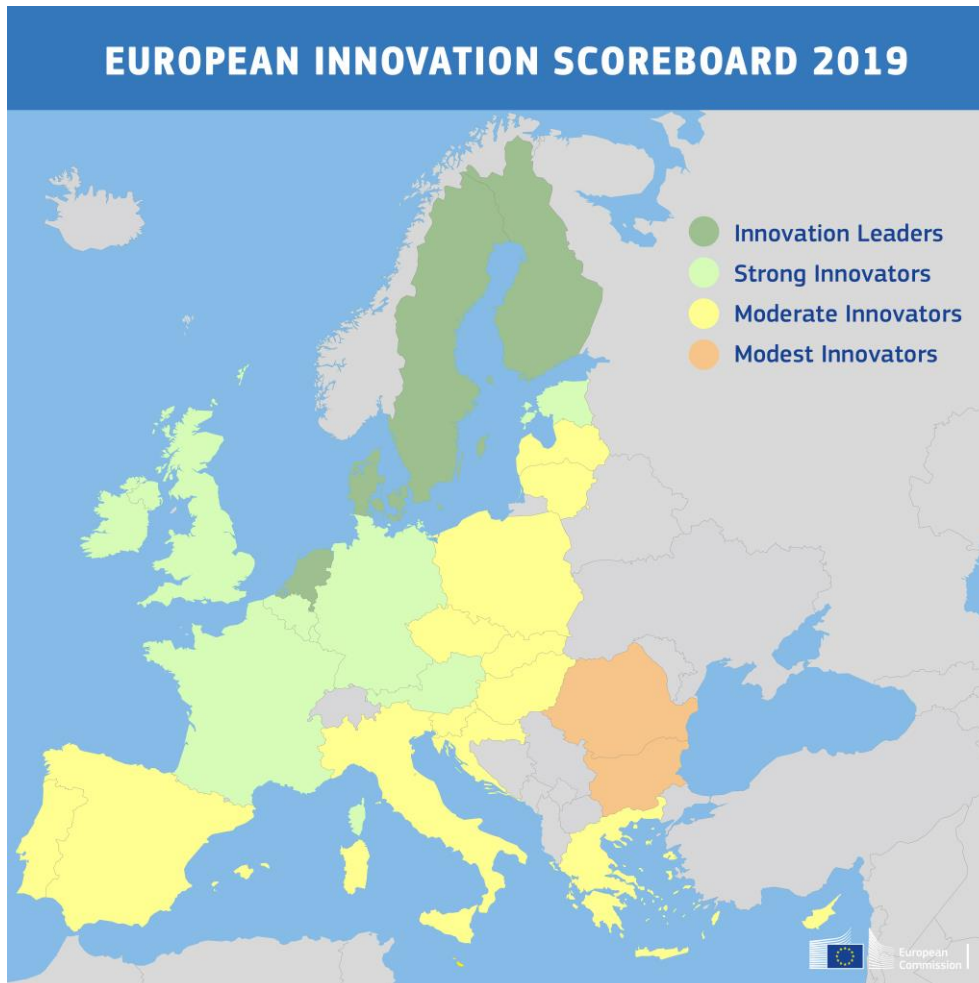 EUROPEAN INNOVATION SCOREBOARD 2019
Innovation Leaders
Strong Innovators
Moderate Innovators
Modest Innovators
European
Commission